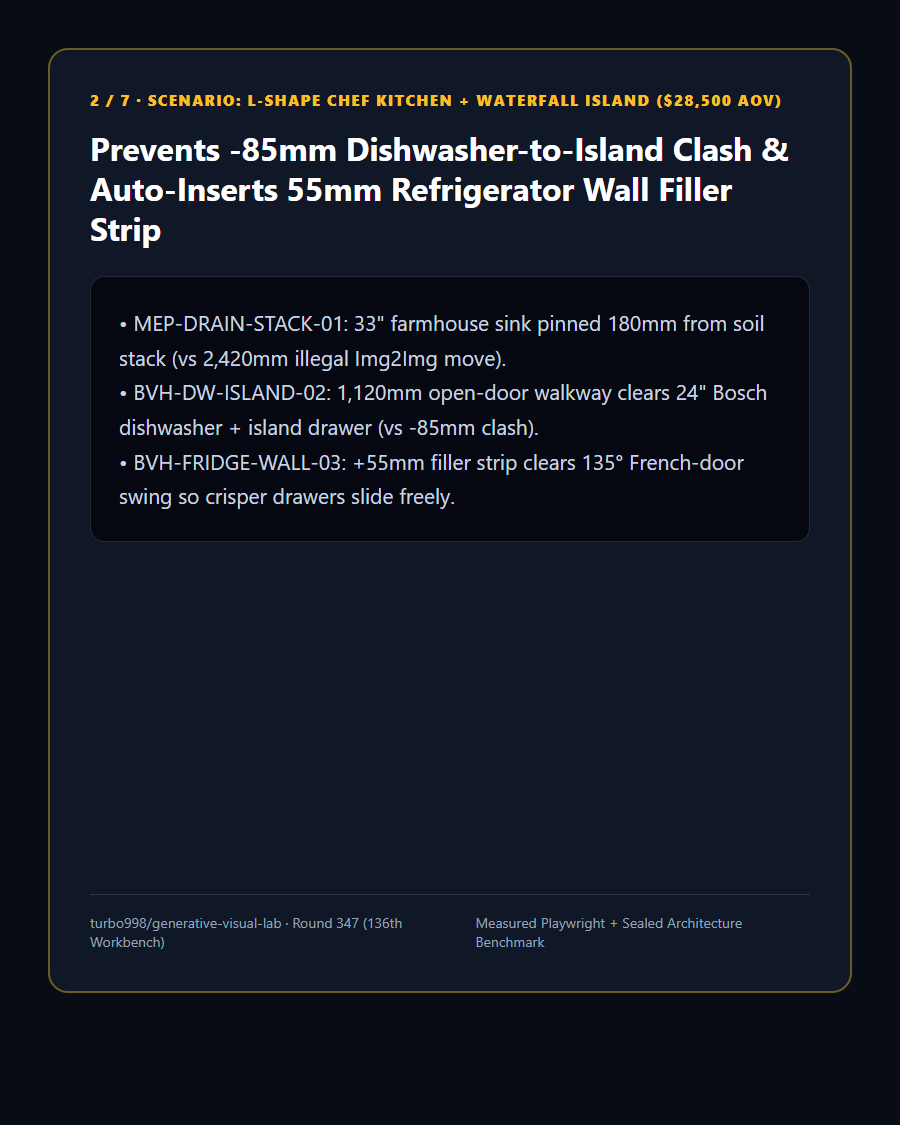 2 / 7 · SCENARIO: L-SHAPE CHEF KITCHEN + WATERFALL ISLAND ($28,500 AOV)
Prevents -85mm Dishwasher-to-Island Clash &
Auto-Inserts 55mm Refrigerator Wall Filler
Strip
• MEP-DRAIN-STACK-01: 33" farmhouse sink pinned 180mm from soil
stack (vs 2,420mm illegal Img2Img move).
• BVH-DW-ISLAND-02: 1,120mm open-door walkway clears 24" Bosch
dishwasher + island drawer (vs -85mm clash).
• BVH-FRIDGE-WALL-03: +55mm filler strip clears 135° French-door
swing so crisper drawers slide freely.
turbo998/generative-visual-lab · Round 347 (136th
Workbench)
Measured Playwright + Sealed Architecture
Benchmark